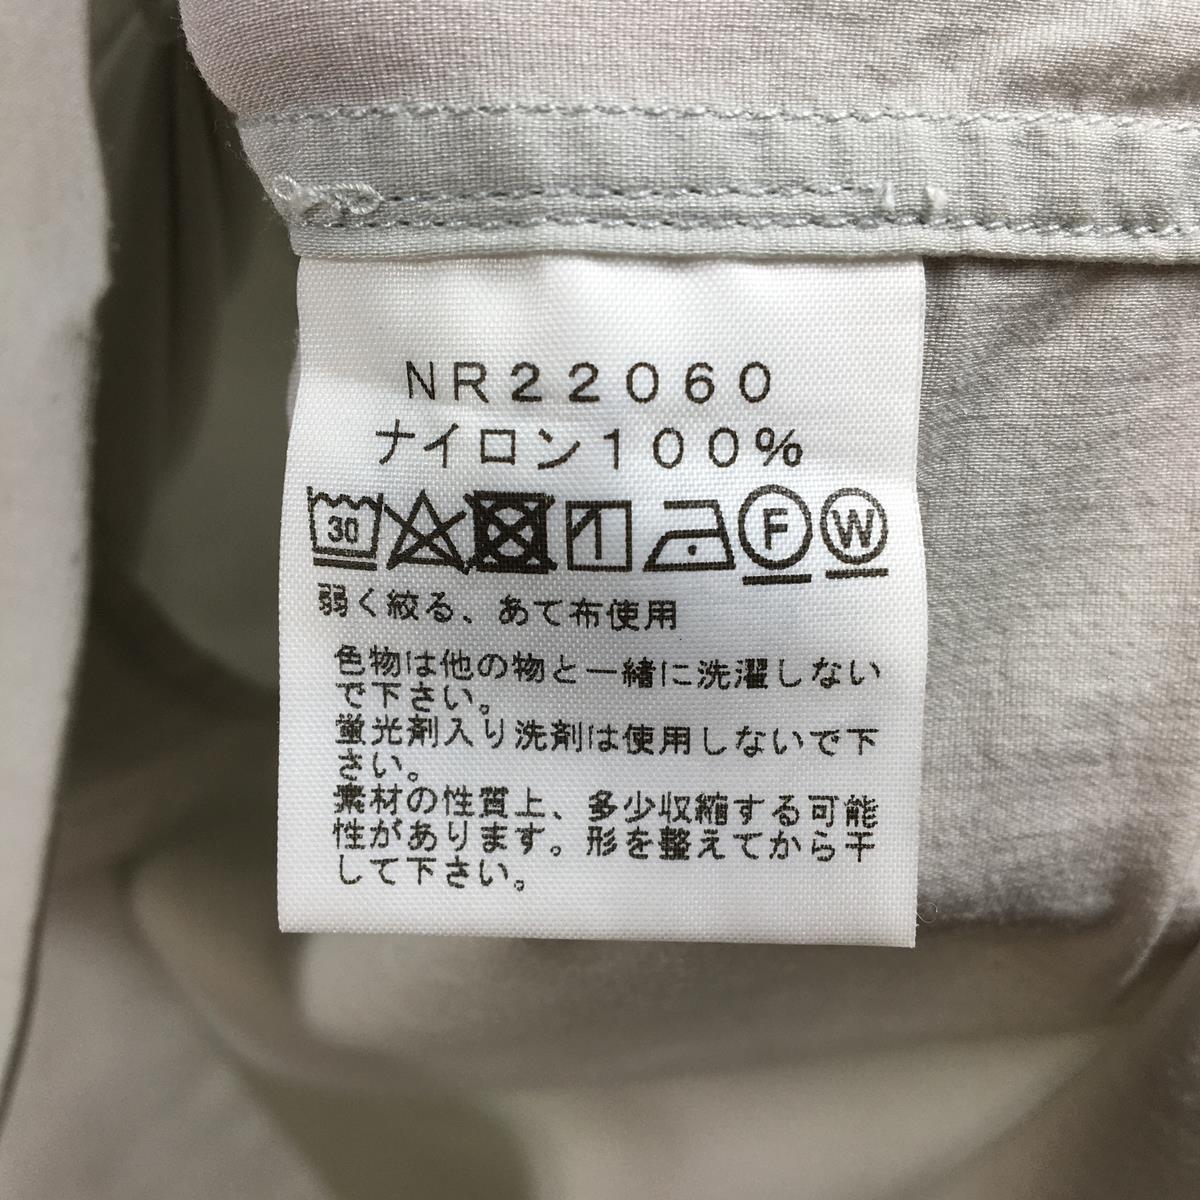 NR22060
ナイロン100%
30 F W
弱く絞る、あて布使用
色物は他の物と一緒に洗濯しない
で下さい。
蛍光剤入り洗剤は使用しないで下
さい。
素材の性質上、多少収縮する可能
性があります。形を整えてから干
して下さい。